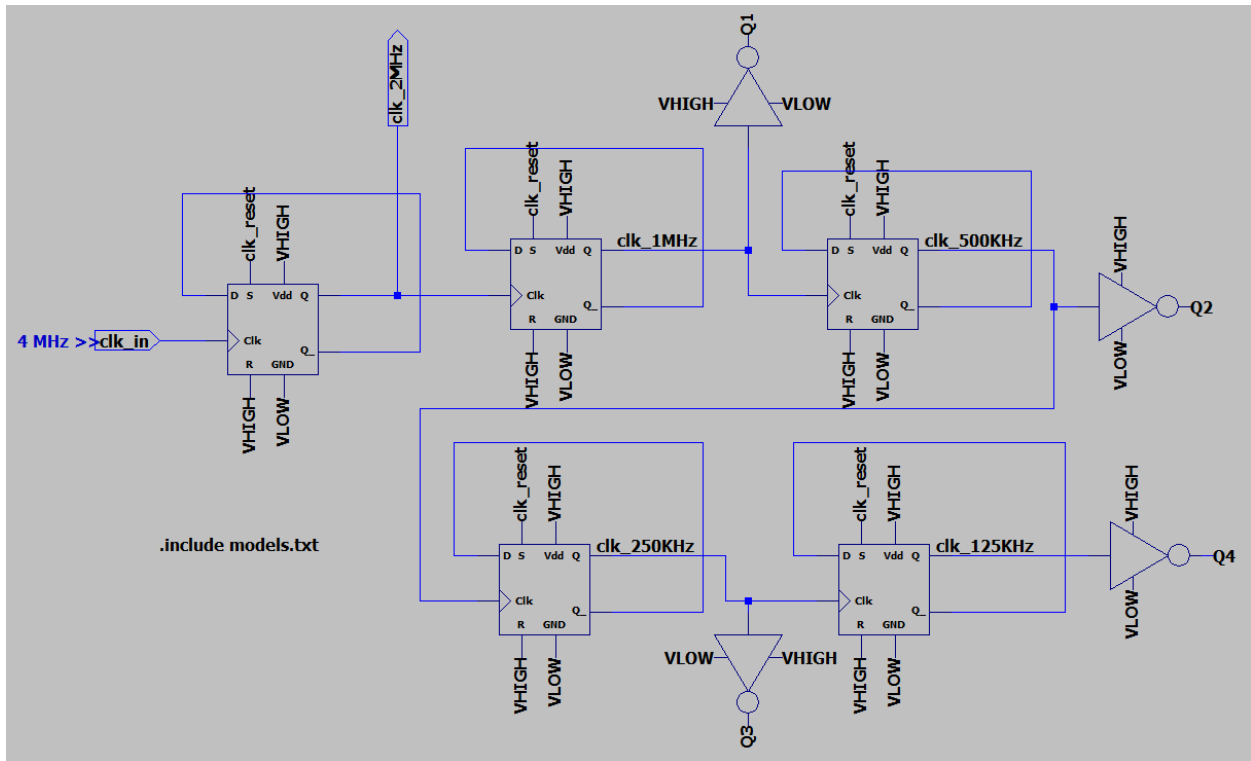 Q1
clk_2MHz
VHIGH
VLOW
clk_reset
VHIGH
D S Vdd Q
Clk
Q_
R GND
VHIGH
VLOW
clk_1MHz
clk_reset
VHIGH
D S Vdd Q
Clk
Q_
R GND
VHIGH
VLOW
clk_500KHz
VHIGH
Q2
VLOW
clk_reset
VHIGH
4 MHz >>
clk_in
D S Vdd Q
Clk
Q_
R GND
VHIGH
VLOW
.include models.txt
clk_reset
VHIGH
D S Vdd Q
Clk
Q_
R GND
VHIGH
VLOW
clk_250KHz
VLOW
VHIGH
Q3
clk_reset
VHIGH
D S Vdd Q
Clk
Q_
R GND
VHIGH
VLOW
clk_125KHz
VHIGH
Q4
VLOW